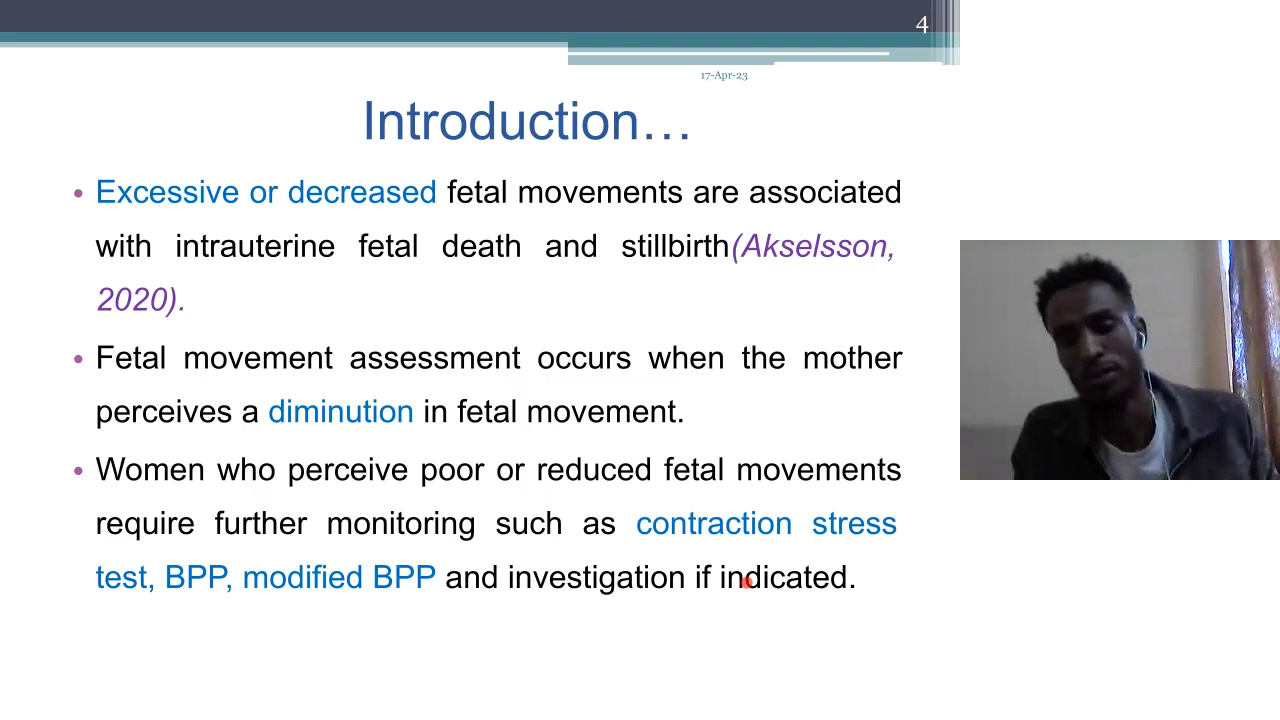 4
17-Apr-23
Introduction…
• Excessive or decreased fetal movements are associated
with intrauterine fetal death and stillbirth(Akselsson,
2020).
• Fetal movement assessment occurs when the mother
perceives a diminution in fetal movement.
• Women who perceive poor or reduced fetal movements
require further monitoring such as contraction stress
test, BPP, modified BPP and investigation if indicated.